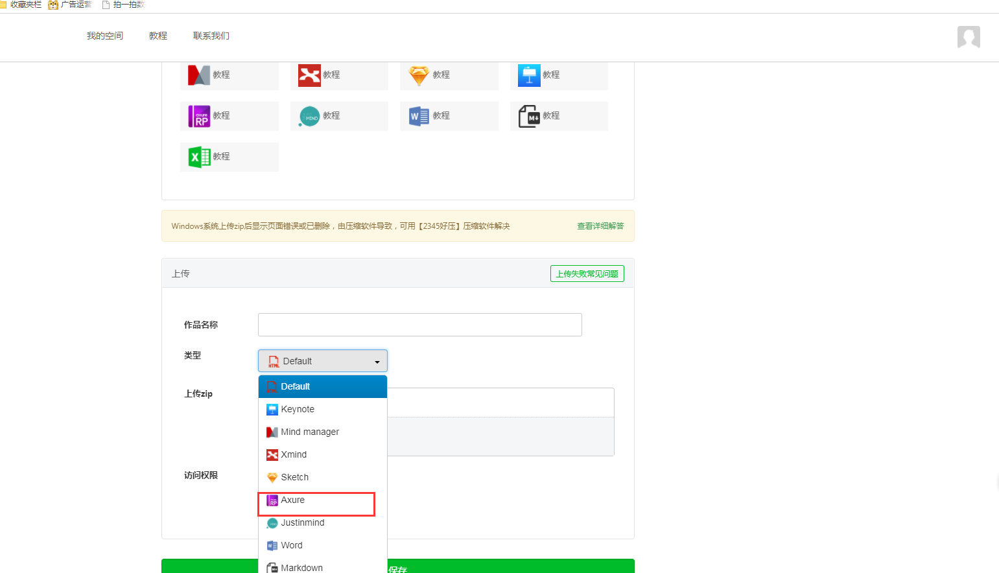 收藏夹栏 广告运营 拍一拍数
我的空间 教程 联系我们
教程 教程 教程 教程
axure RP 教程 MIND 教程 W 教程 M 教程
X 教程
Windows系统上传zip后显示页面错误或已删除，由压缩软件导致，可用【2345好压】压缩软件解决 查看详细解答
上传 上传失败常见问题
作品名称
类型 HTML Default
上传zip
访问权限
Default
Keynote
Mind manager
Xmind
Sketch
RP Axure
Justinmind
Word
Markdown
保存